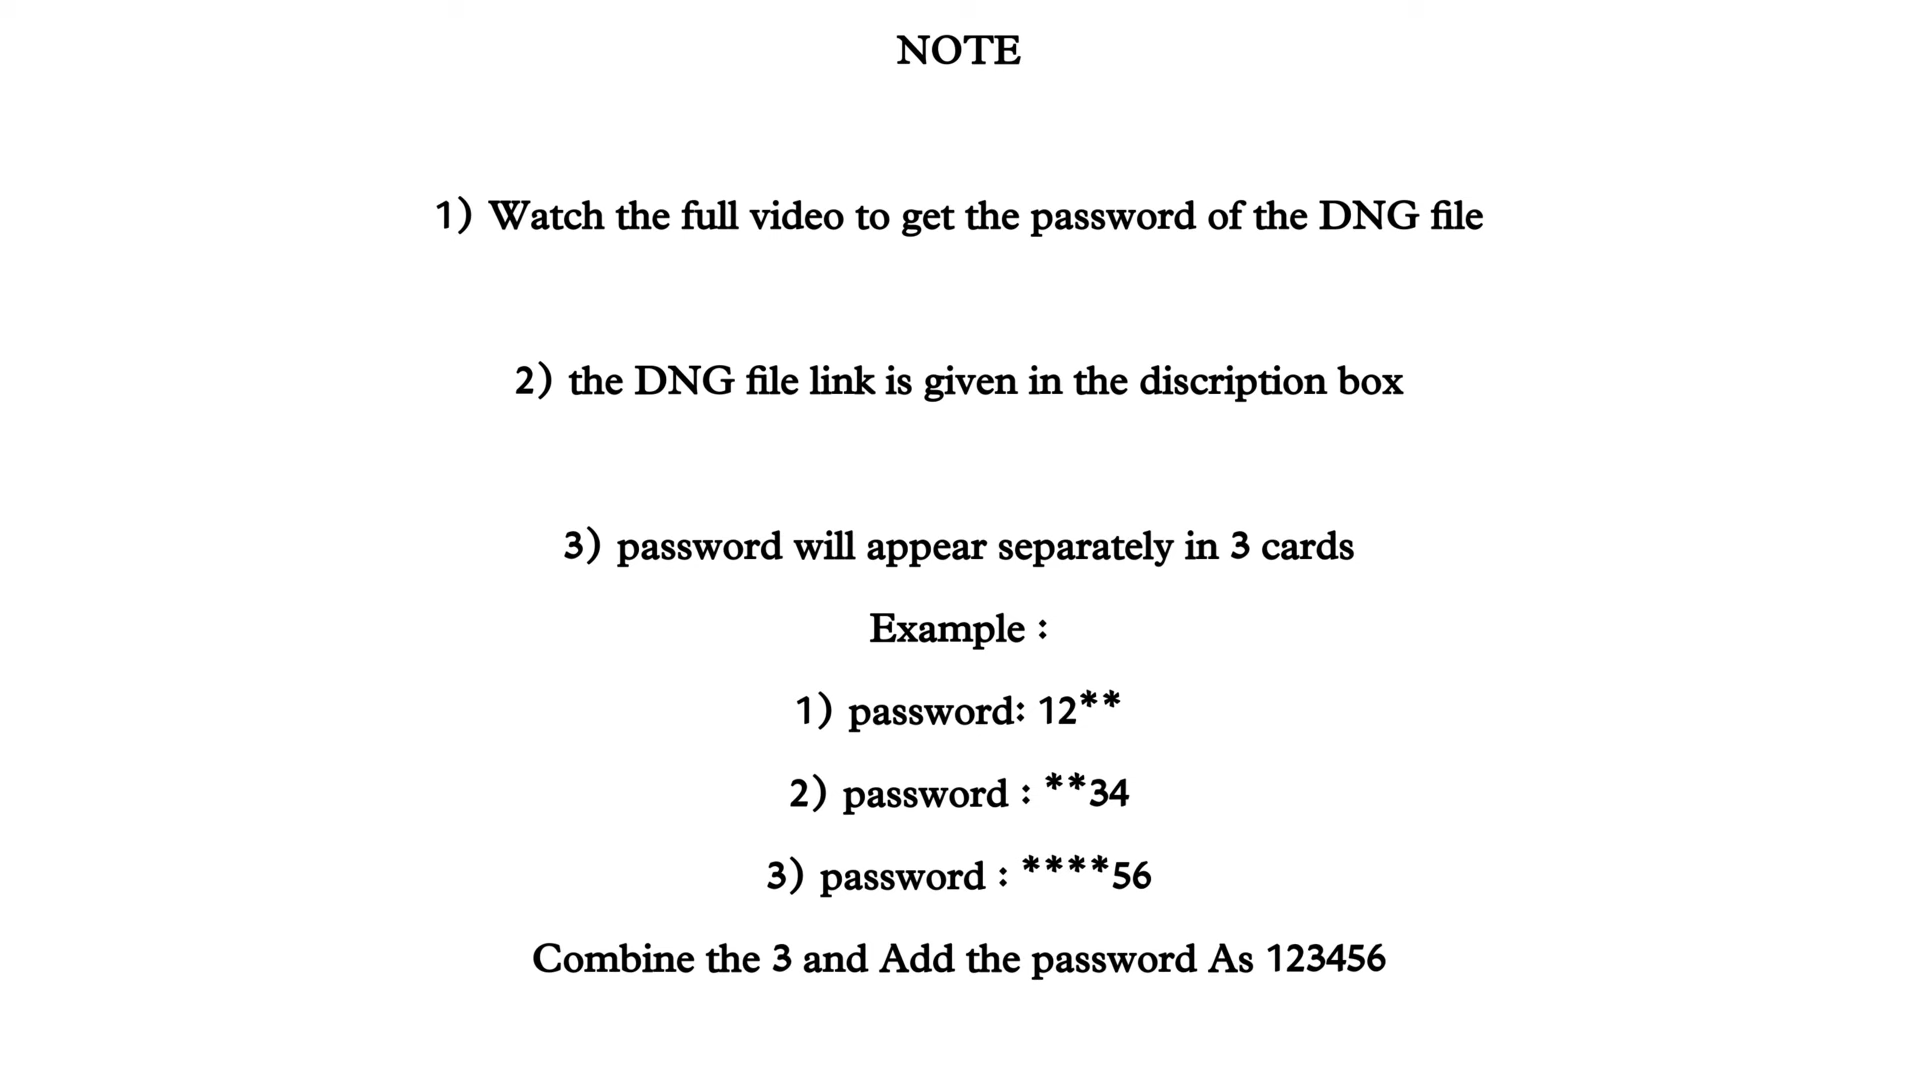 NOTE
1) Watch the full video to get the password of the DNG file
2) the DNG file link is given in the discription box
3) password will appear separately in 3 cards
Example :
1) password: 12**
2) password : **34
3) password : ****56
Combine the 3 and Add the password As 123456